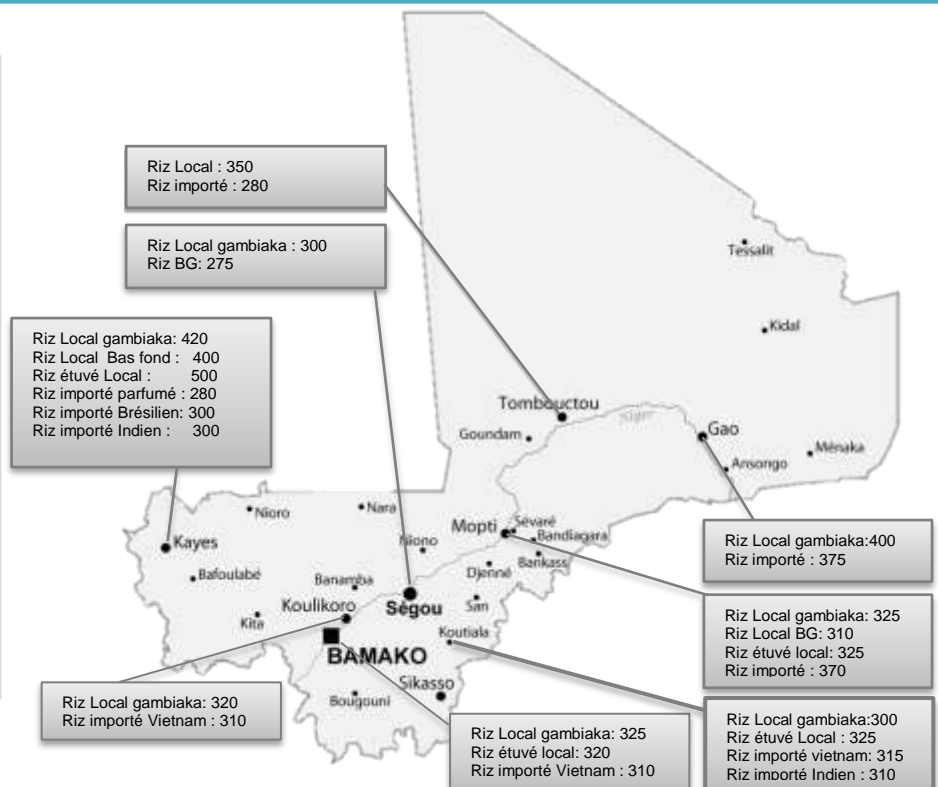 Riz Local : 350
Riz importé : 280
Riz Local gambiaka : 300
Riz BG: 275
Riz Local gambiaka: 420
Riz Local Bas fond : 400
Riz étuvé Local : 500
Riz importé parfumé : 280
Riz importé Brésilien: 300
Riz importé Indien : 300
Tessalit
Kidal
Tombouctou
Niger
Goundam
Gao
Ansongo
Ménaka
Nioro
Nara
Mopti
Sévaré
Bandiagara
Kayes
Niono
Bankass
Bafoulabé
Djenné
Banamba
Ségou
San
Koulikoro
Kita
Koutiala
BAMAKO
Sikasso
Bougouni
Riz Local gambiaka:400
Riz importé : 375
Riz Local gambiaka: 325
Riz Local BG: 310
Riz étuvé local: 325
Riz importé : 370
Riz Local gambiaka: 320
Riz importé Vietnam : 310
Riz Local gambiaka: 325
Riz étuvé local: 320
Riz importé Vietnam : 310
Riz Local gambiaka:300
Riz étuvé Local : 325
Riz importé vietnam: 315
Riz importé Indien : 310